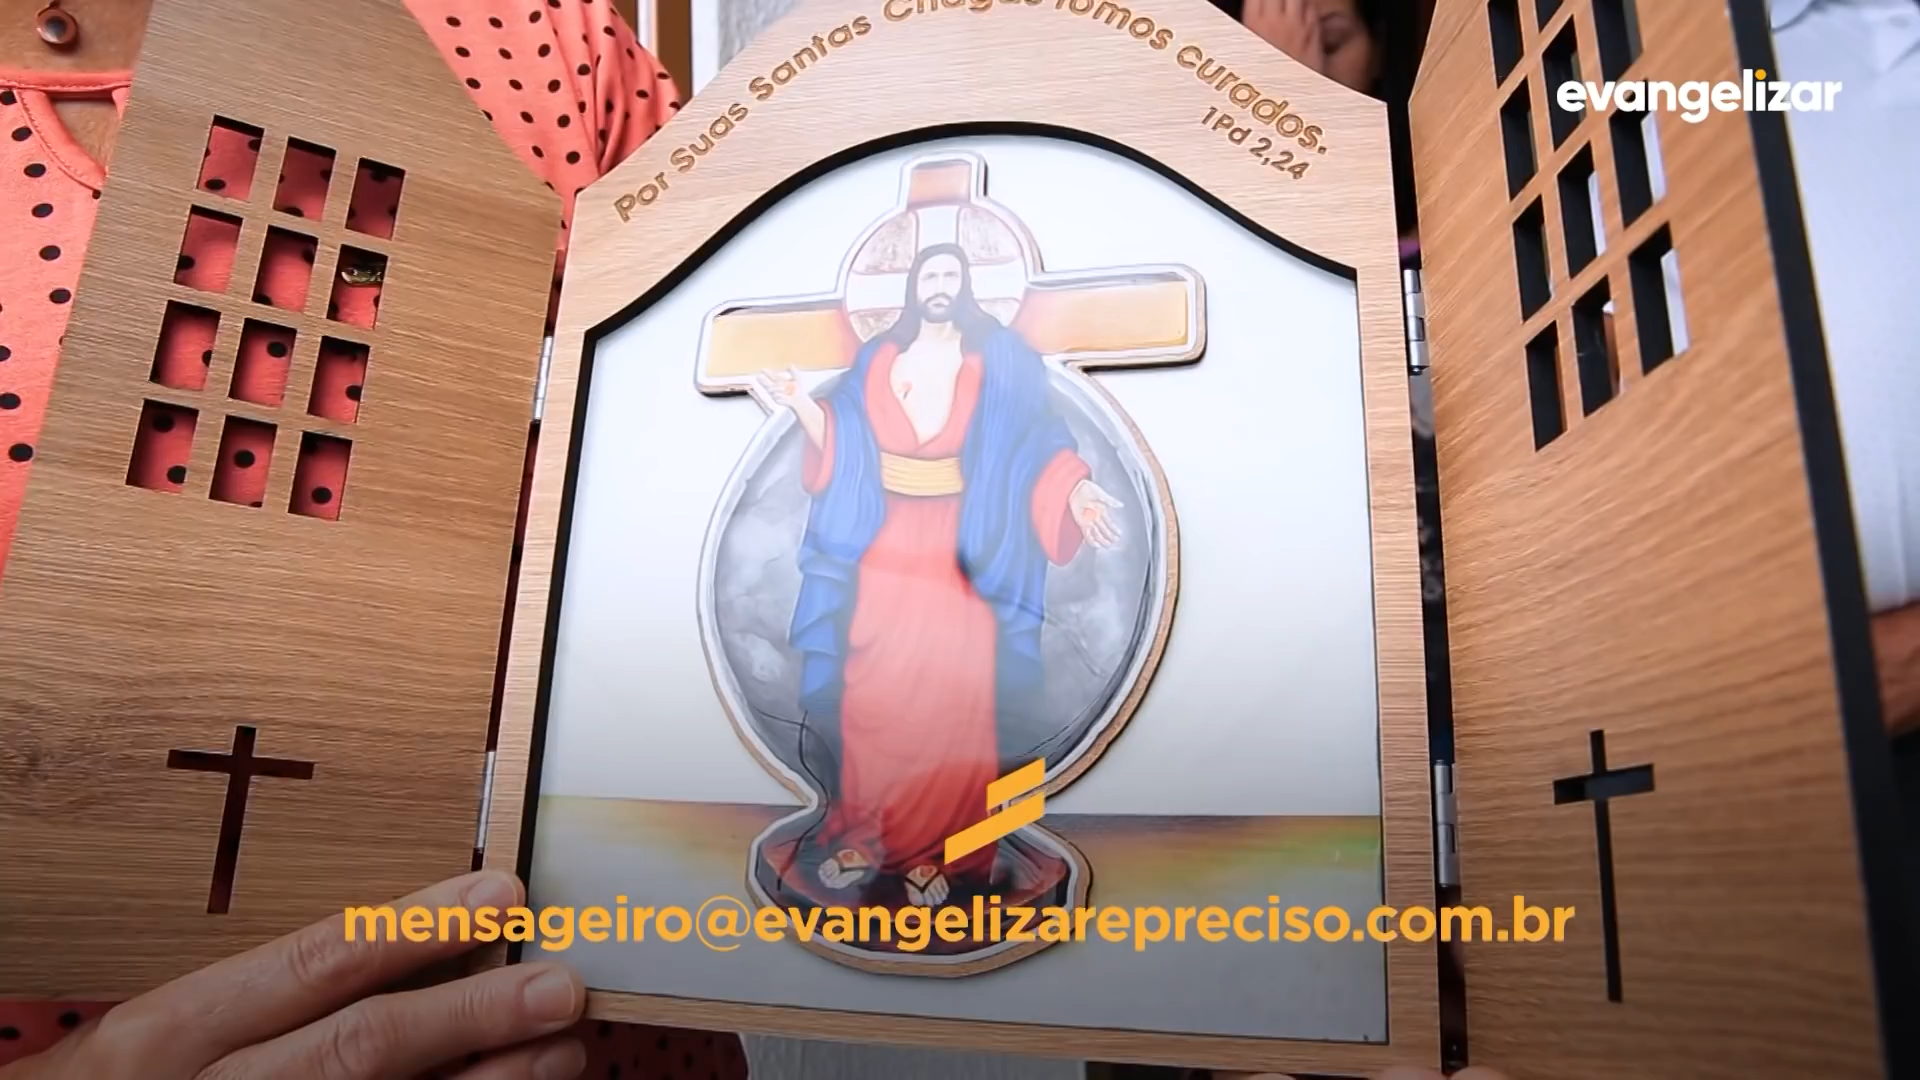 Por Suas Santas Chagas fomos curados.
1Pd 2,24
evangelizar
mensageiro@evangelizarepreciso.com.br